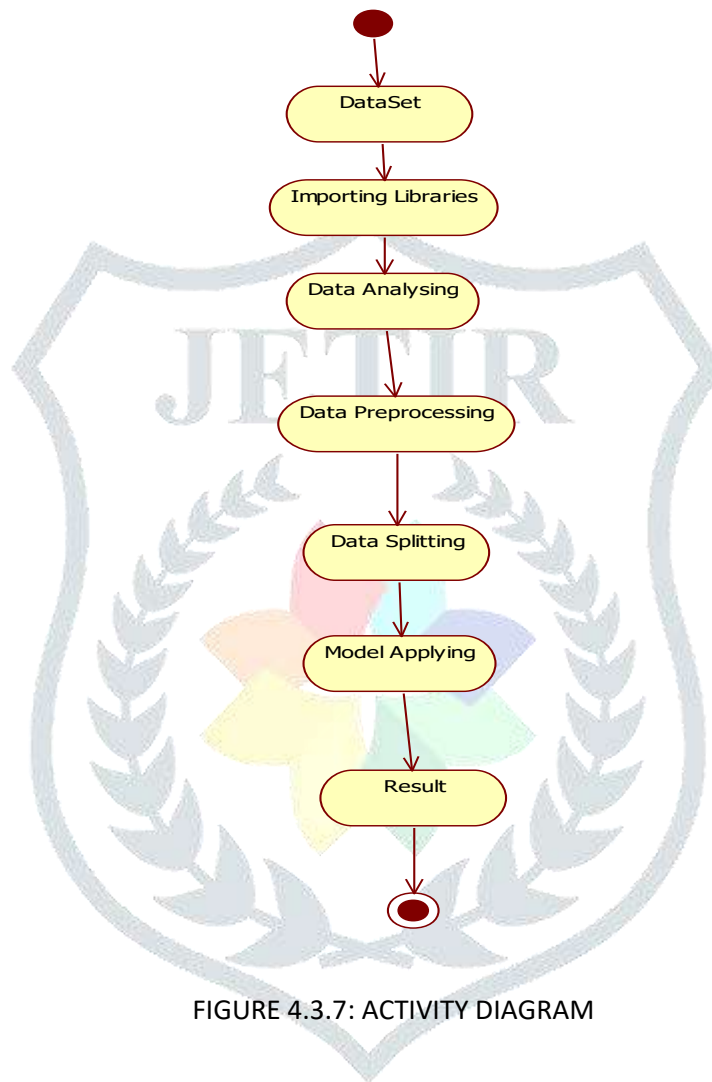 DataSet
Importing Libraries
Data Analysing
JETIR
Data Preprocessing
Data Splitting
Model Applying
Result
FIGURE 4.3.7: ACTIVITY DIAGRAM